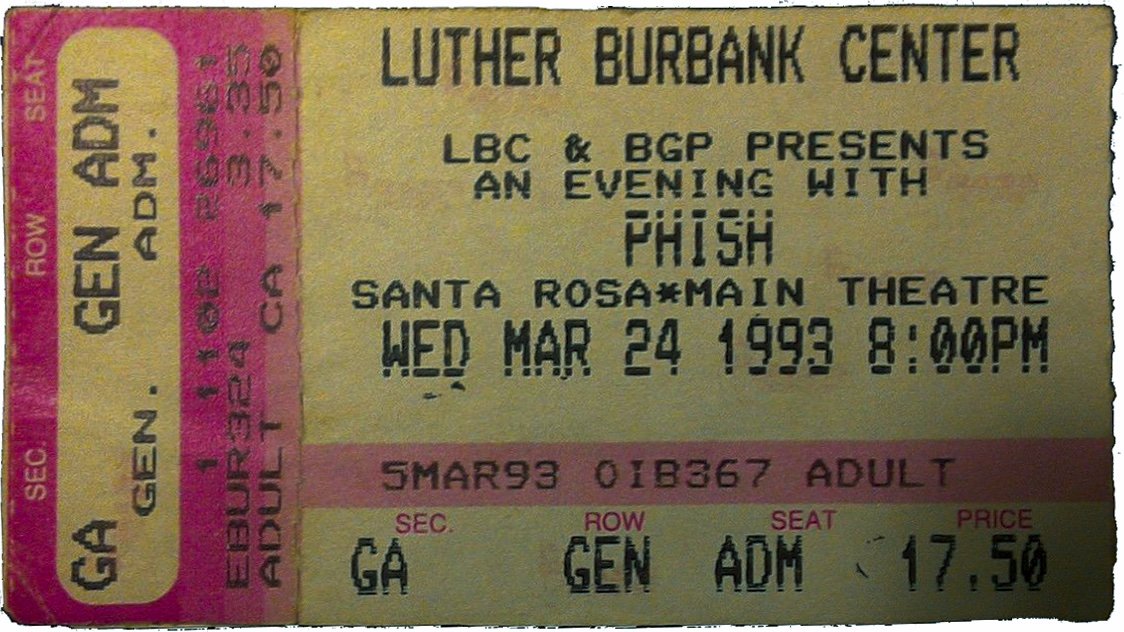 LUTHER BURBANK CENTER
LBC & BGP PRESENTS
AN EVENING WITH
PHISH
SANTA ROSA*MAIN THEATRE
WED MAR 24 1993 8:00PM
5MAR93 0IB367 ADULT
SEC. ROW SEAT PRICE
GA GEN ADM 17.50
SEC. ROW SEAT
GA GEN ADM
GEN. ADM.
1 110P
3.35
EBUR324
ADULT CA 17.50